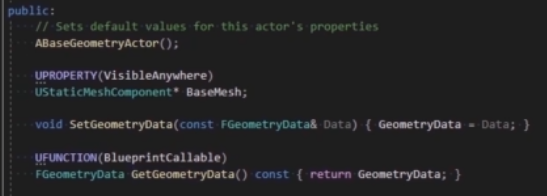 public:
// Sets default values for this actor's properties
ABaseGeometryActor();
UPROPERTY(VisibleAnywhere)
UStaticMeshComponent* BaseMesh;
void SetGeometryData(const FGeometryData& Data) { GeometryData = Data; }
UFUNCTION(BlueprintCallable)
FGeometryData GetGeometryData() const { return GeometryData; }